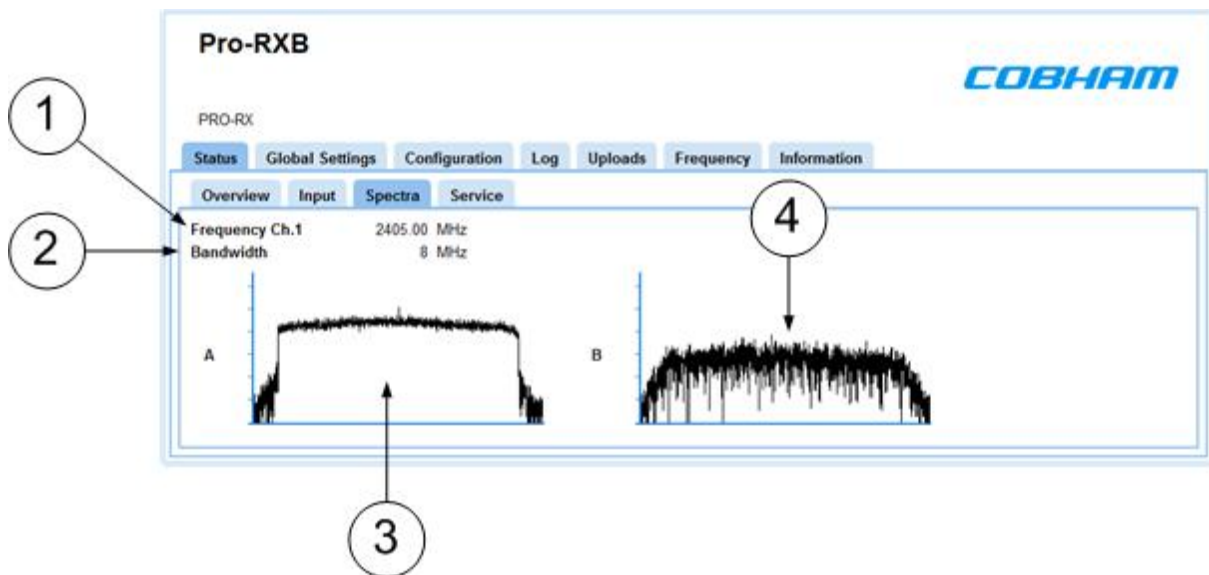 Pro-RXB
COBHAM
PRO-RX
Status Global Settings Configuration Log Uploads Frequency Information
Overview Input Spectra Service
Frequency Ch.1 2405.00 MHz
Bandwidth 8 MHz
A
B
1
2
3
4